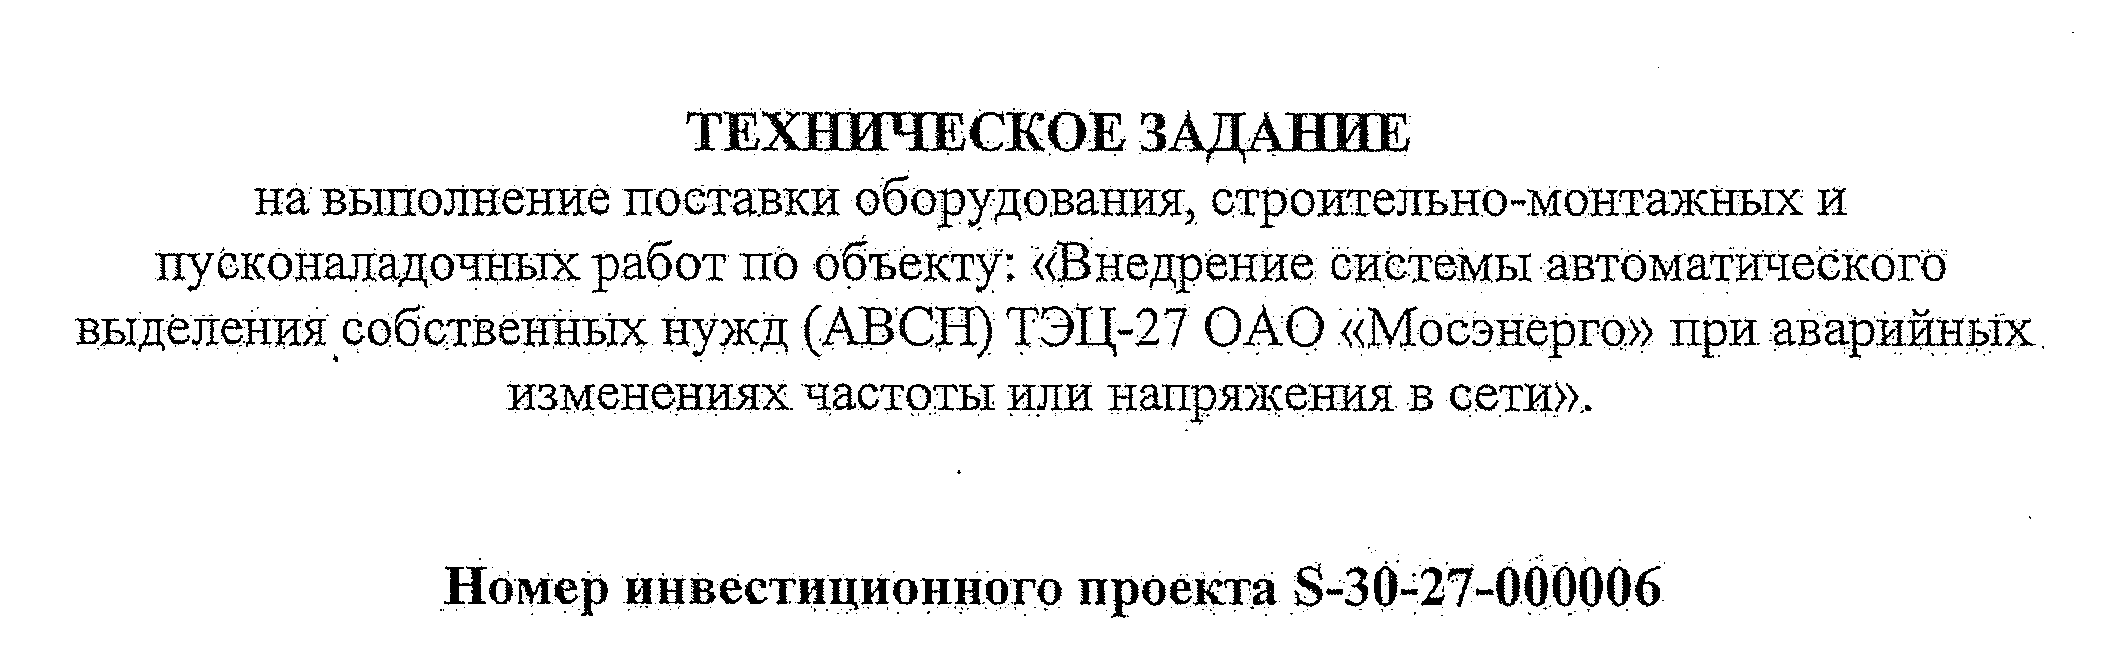 ТЕХНИЧЕСКОЕ ЗАДАНИЕ
на выполнение поставки оборудования, строительно-монтажных и
пусконаладочных работ по объекту: «Внедрение системы автоматического
выделения собственных нужд (АВСН) ТЭЦ-27 ОАО «Мосэнерго» при аварийных
изменениях частоты или напряжения в сети».
Номер инвестиционного проекта S-30-27-000006